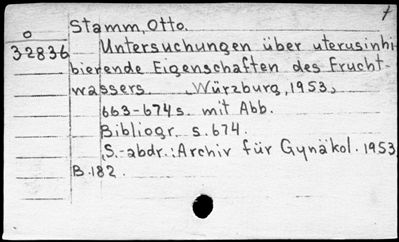 Stamm, Otto.
o
32836
Untersuchungen über uterusinhi-
bierende Eigenschaften des Frucht-
wassers Würzburg, 1953,
663-674 s. mit Abb.
Bibliogr. s. 674.
S.-abdr.: Archiv für Gynäkol. 1953
B. 182.